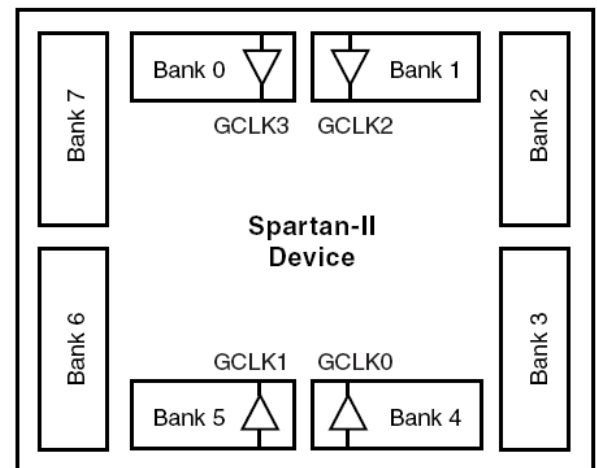 Bank 0
Bank 1
GCLK3
GCLK2
Bank 7
Bank 2
Spartan-II
Device
Bank 6
Bank 3
GCLK1
GCLK0
Bank 5
Bank 4